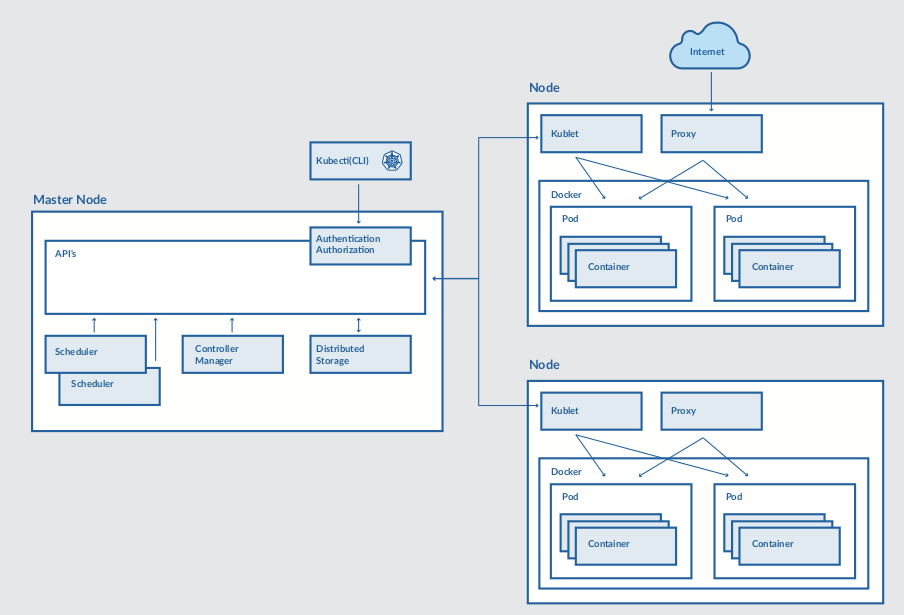 Internet
Node
Kublet
Proxy
Docker
Pod
Container
Pod
Container
Kubecti(CLI)
Master Node
Authentication
Authorization
API's
Scheduler
Scheduler
Controller
Manager
Distributed
Storage
Node
Kublet
Proxy
Docker
Pod
Container
Pod
Container